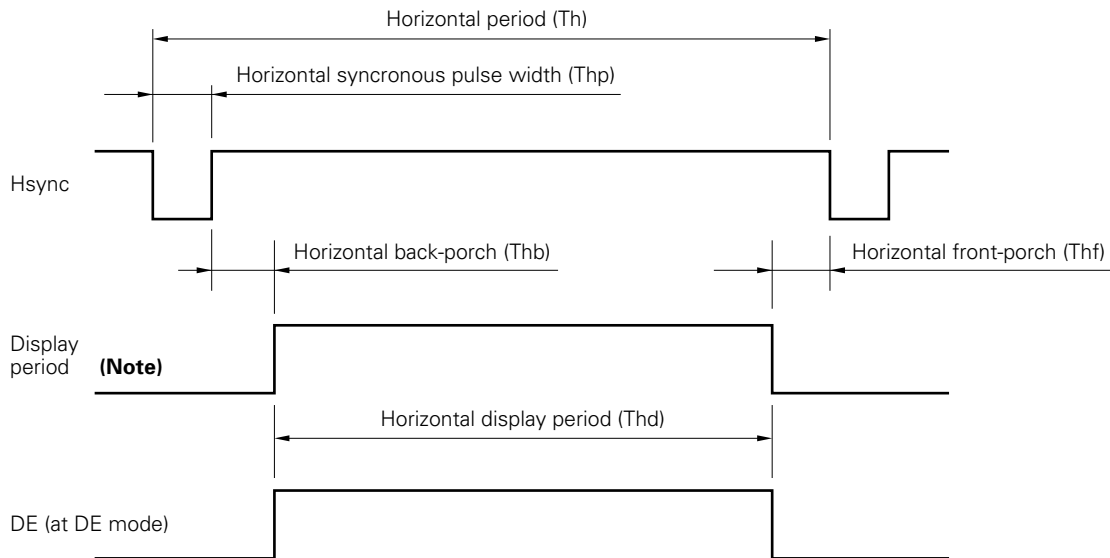 Horizontal period (Th)
Horizontal syncronous pulse width (Thp)
Hsync
Horizontal back-porch (Thb)
Horizontal front-porch (Thf)
Display
period (Note)
Horizontal display period (Thd)
DE (at DE mode)